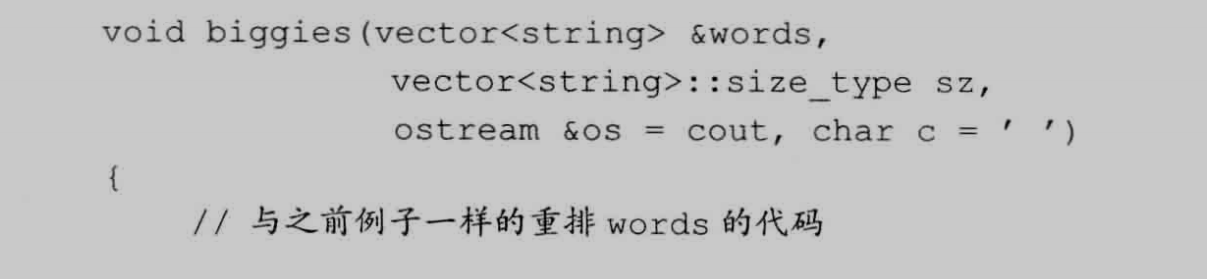 void biggies(vector<string> &words,
vector<string>::size_type sz,
ostream &os = cout, char c = ' ')
{
// 与之前例子一样的重排 words 的代码